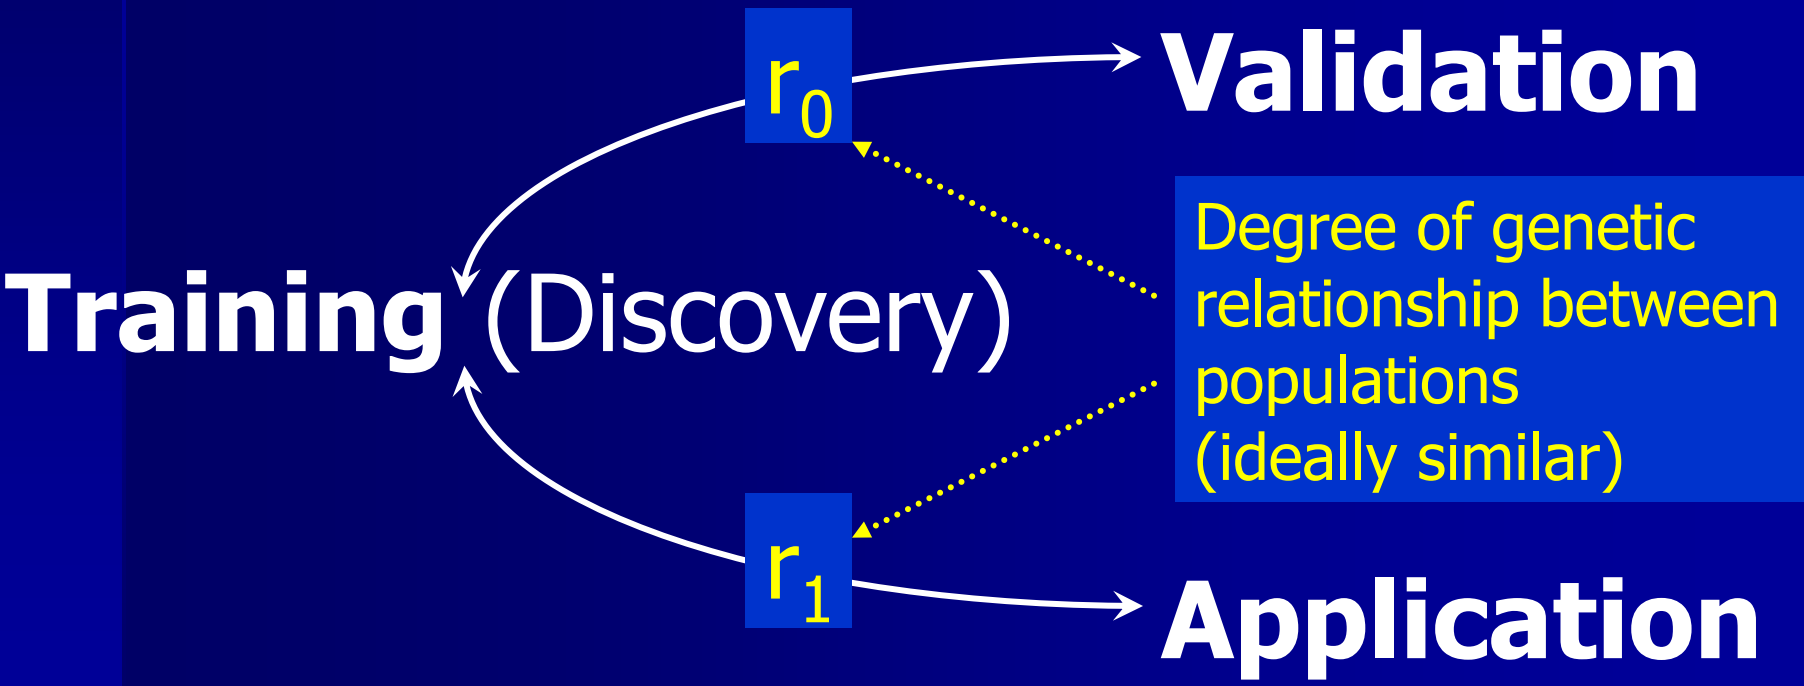 r₀
Validation
Degree of genetic
relationship between
populations
(ideally similar)
Training (Discovery)
r₁
Application